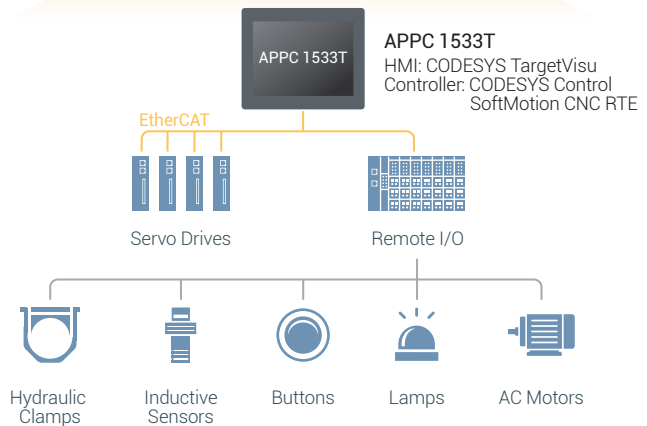 APPC 1533T
APPC 1533T
HMI: CODESYS TargetVisu
Controller: CODESYS Control
SoftMotion CNC RTE
EtherCAT
Servo Drives
Remote I/O
Hydraulic
Clamps
Inductive
Sensors
Buttons
Lamps
AC Motors